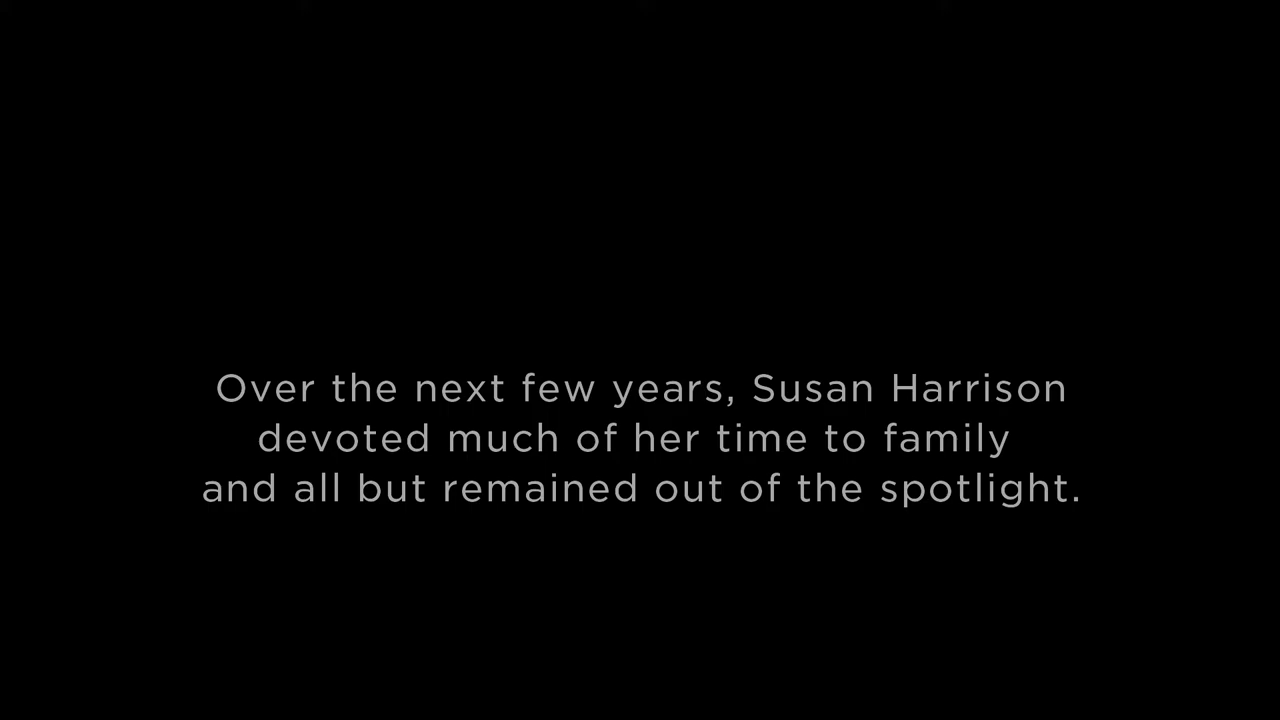 Over the next few years, Susan Harrison
devoted much of her time to family
and all but remained out of the spotlight.